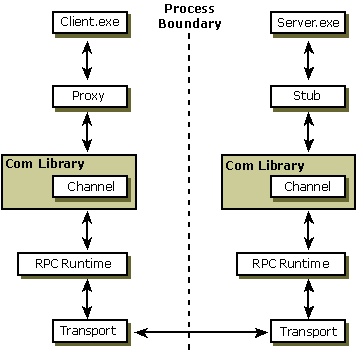 Process
Boundary
Client.exe
Server.exe
Proxy
Stub
Com Library
Channel
Com Library
Channel
RPC Runtime
RPC Runtime
Transport
Transport